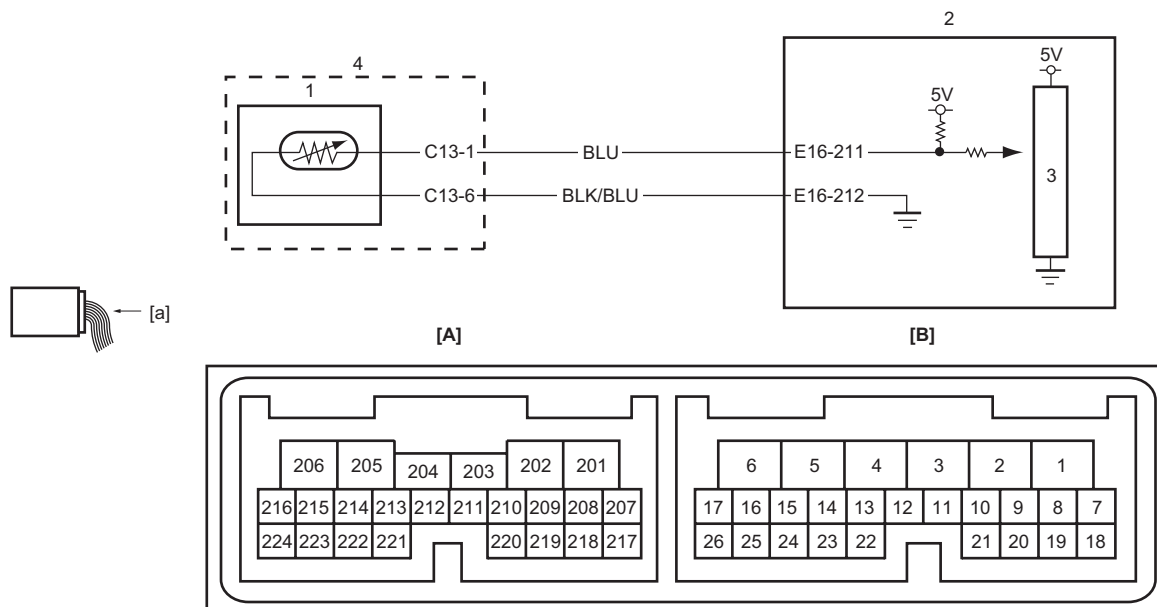 2
4
5V
1
5V
C13-1 BLU E16-211
3
C13-6 BLK/BLU E16-212
[a]
[A] [B]
206 205 204 203 202 201
216 215 214 213 212 211 210 209 208 207
224 223 222 221 220 219 218 217
6 5 4 3 2 1
17 16 15 14 13 12 11 10 9 8 7
26 25 24 23 22 21 20 19 18